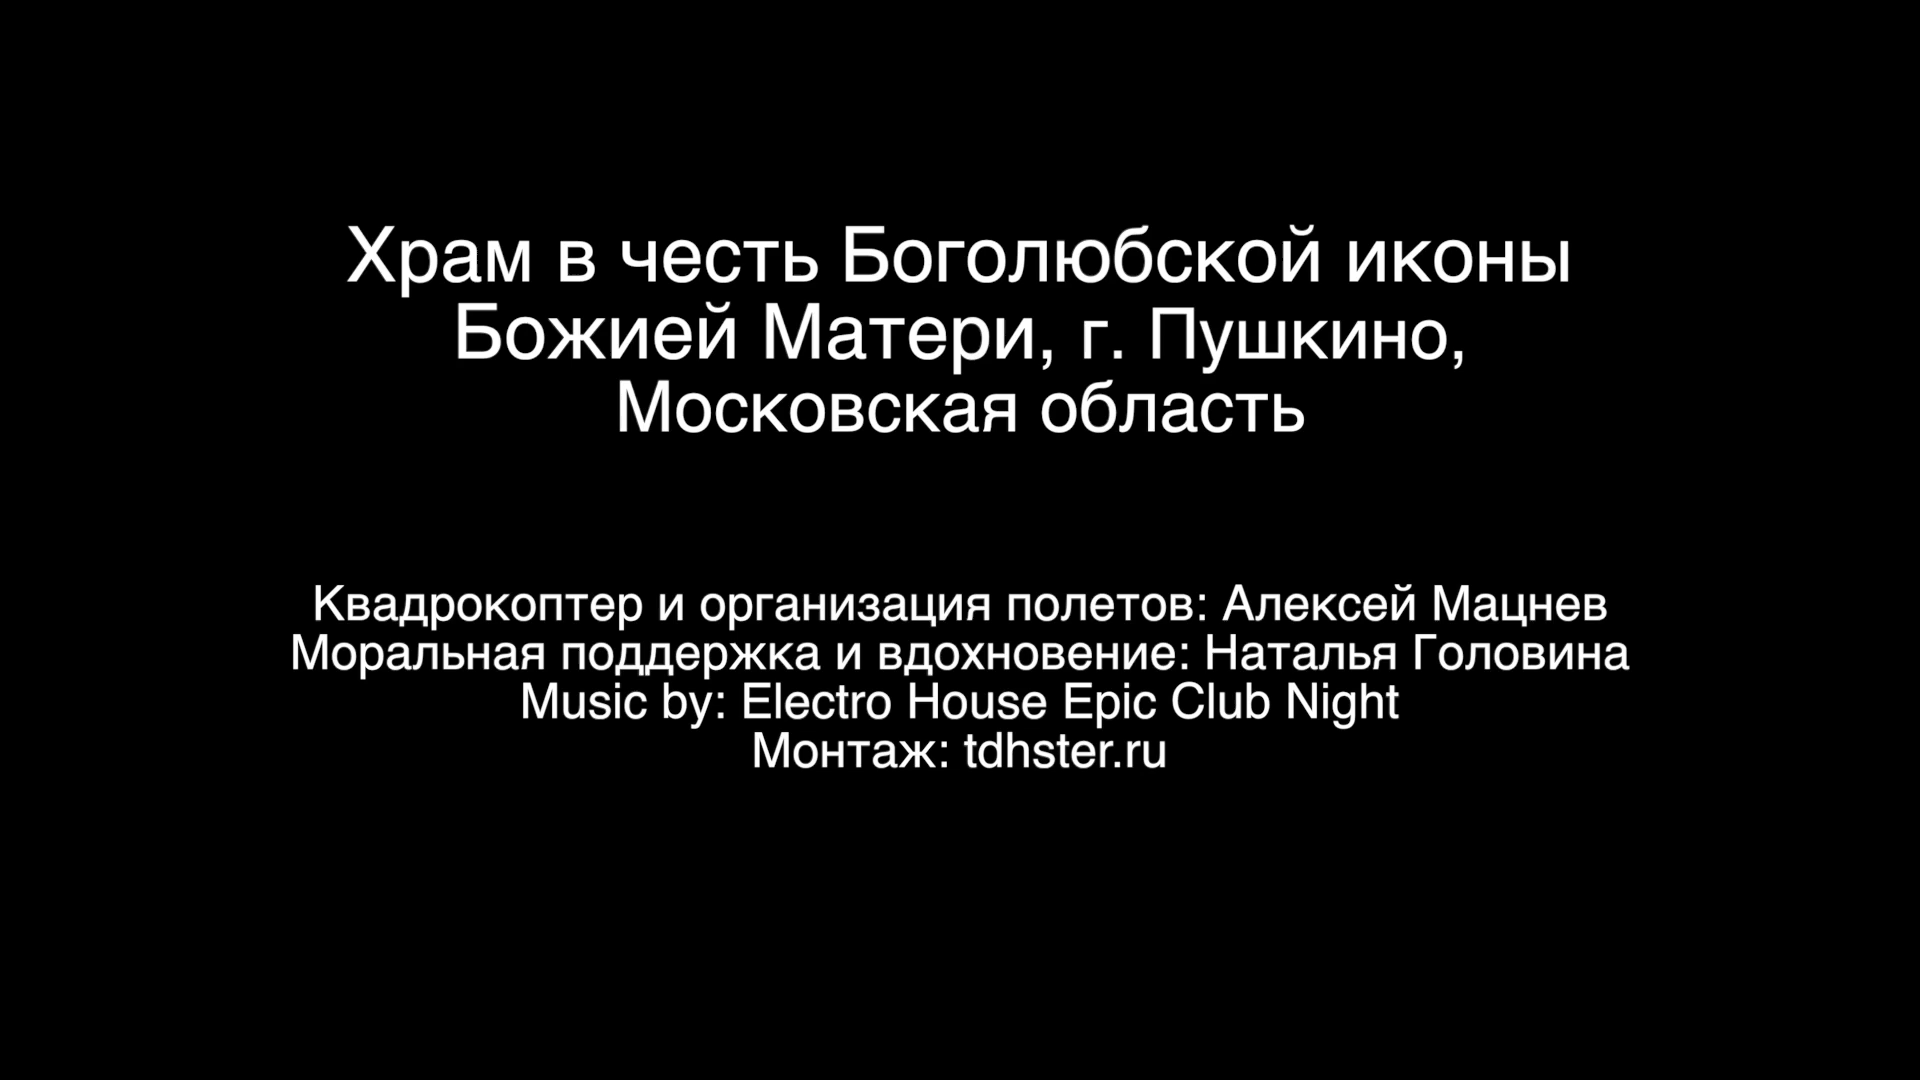 Храм в честь Боголюбской иконы
Божией Матери, г. Пушкино,
Московская область
Квадрокоптер и организация полетов: Алексей Мацнев
Моральная поддержка и вдохновение: Наталья Головина
Music by: Electro House Epic Club Night
Монтаж: tdhster.ru